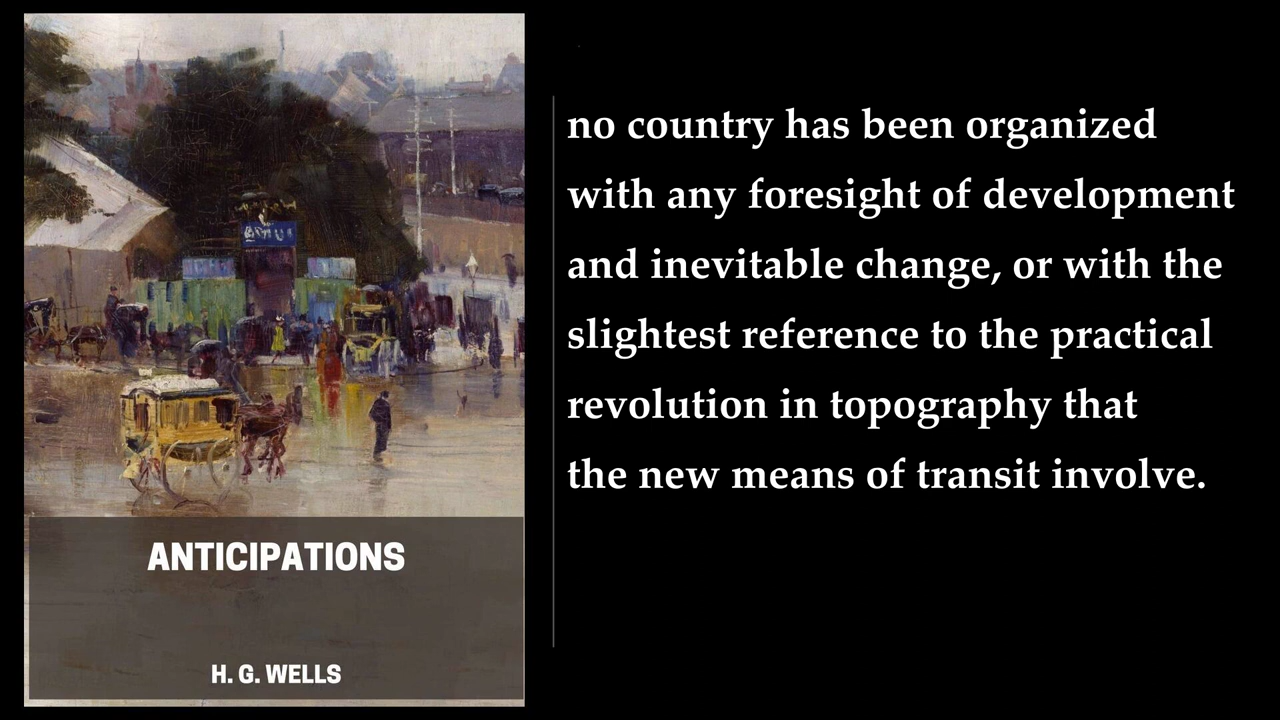 ANTICIPATIONS
H. G. WELLS
no country has been organized
with any foresight of development
and inevitable change, or with the
slightest reference to the practical
revolution in topography that
the new means of transit involve.